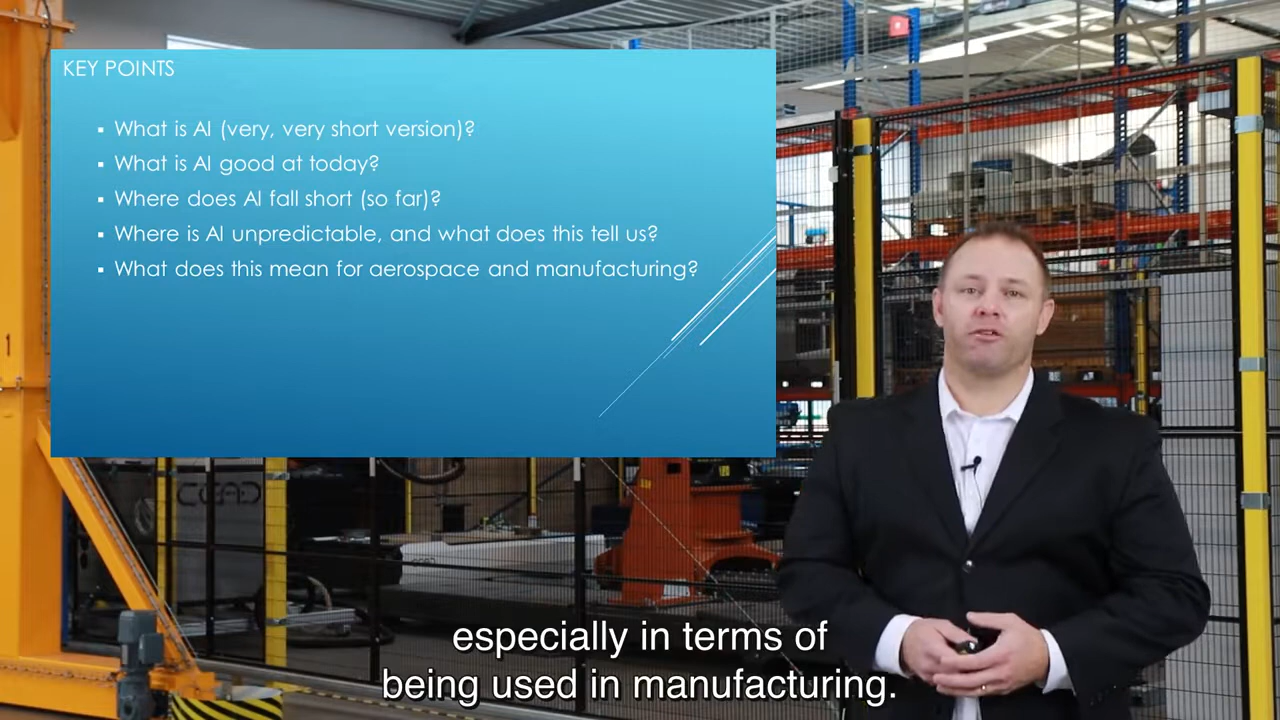 KEY POINTS
What is AI (very, very short version)?
What is AI good at today?
Where does AI fall short (so far)?
Where is AI unpredictable, and what does this tell us?
What does this mean for aerospace and manufacturing?
especially in terms of
being used in manufacturing.